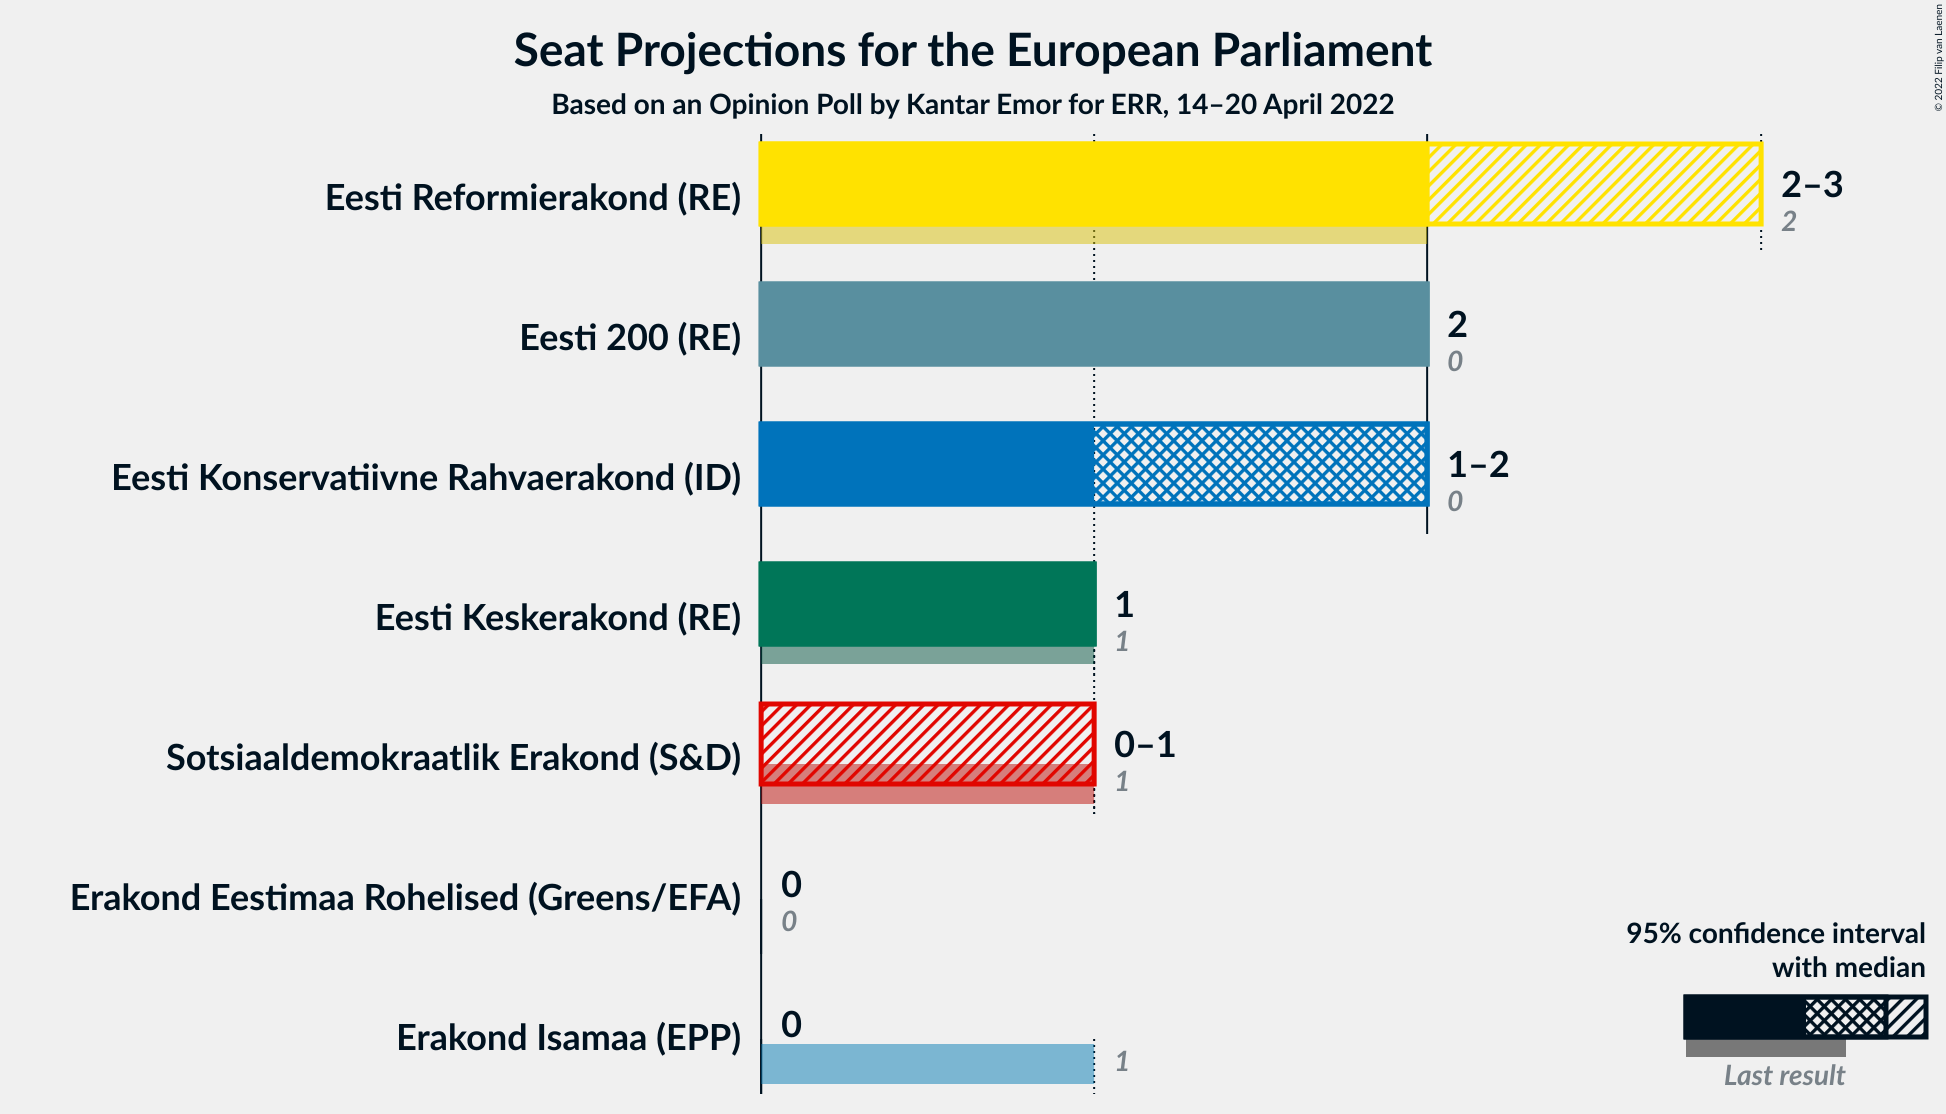 Seat Projections for the European Parliament
Based on an Opinion Poll by Kantar Emor for ERR, 14–20 April 2022
© 2022 Filip van Laenen
Eesti Reformierakond (RE)
2–3
2
Eesti 200 (RE)
2
0
Eesti Konservatiivne Rahvaerakond (ID)
1–2
0
Eesti Keskerakond (RE)
1
1
Sotsiaaldemokraatlik Erakond (S&D)
0–1
1
Erakond Eestimaa Rohelised (Greens/EFA)
0
0
Erakond Isamaa (EPP)
0
1
95% confidence interval
with median
Last result